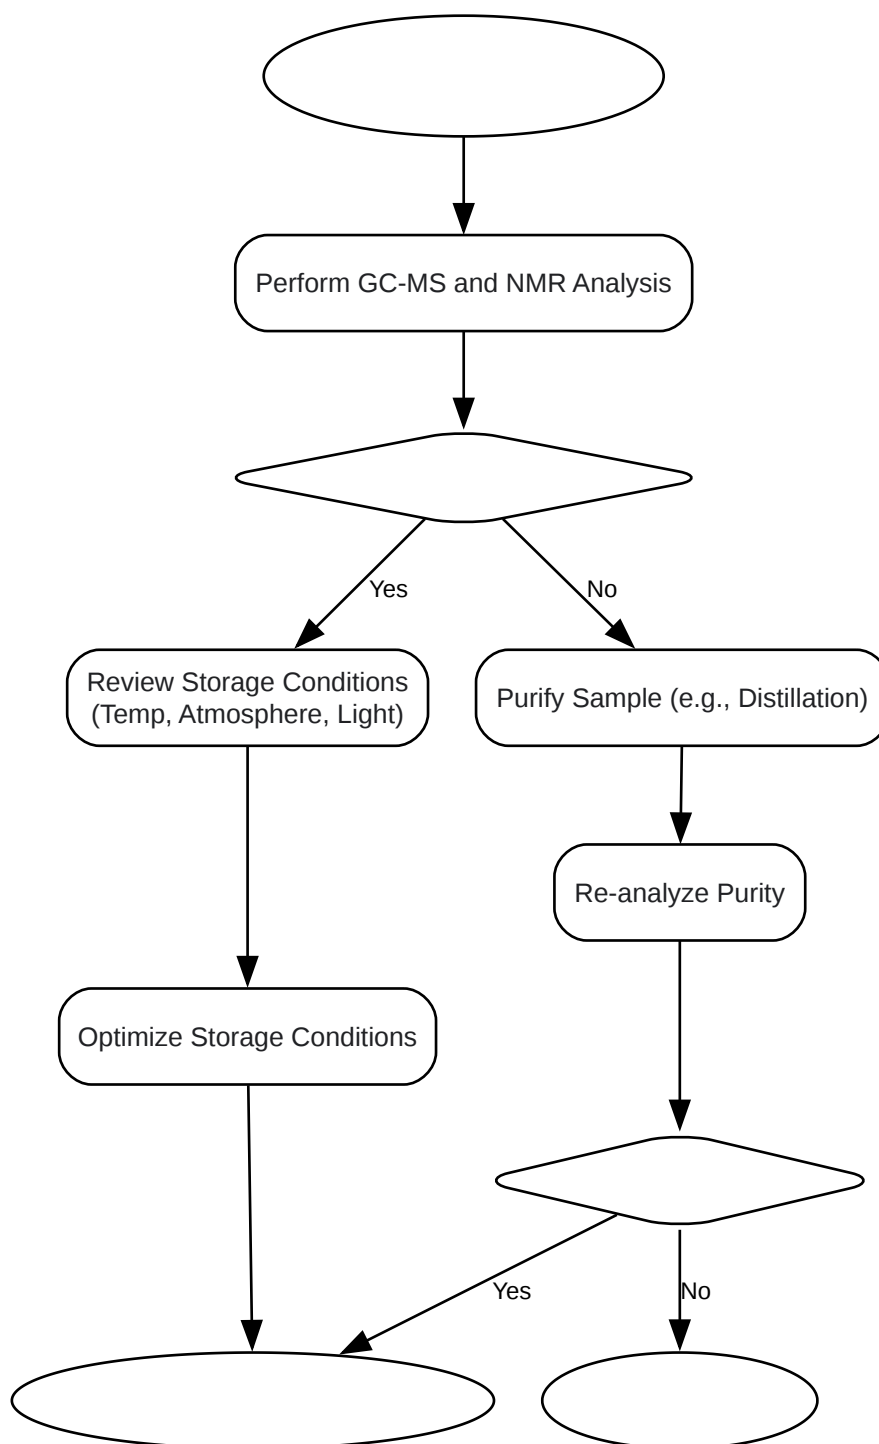 Perform GC-MS and NMR Analysis
Yes
No
Review Storage Conditions
(Temp, Atmosphere, Light)
Purify Sample (e.g., Distillation)
Re-analyze Purity
Optimize Storage Conditions
Yes
No